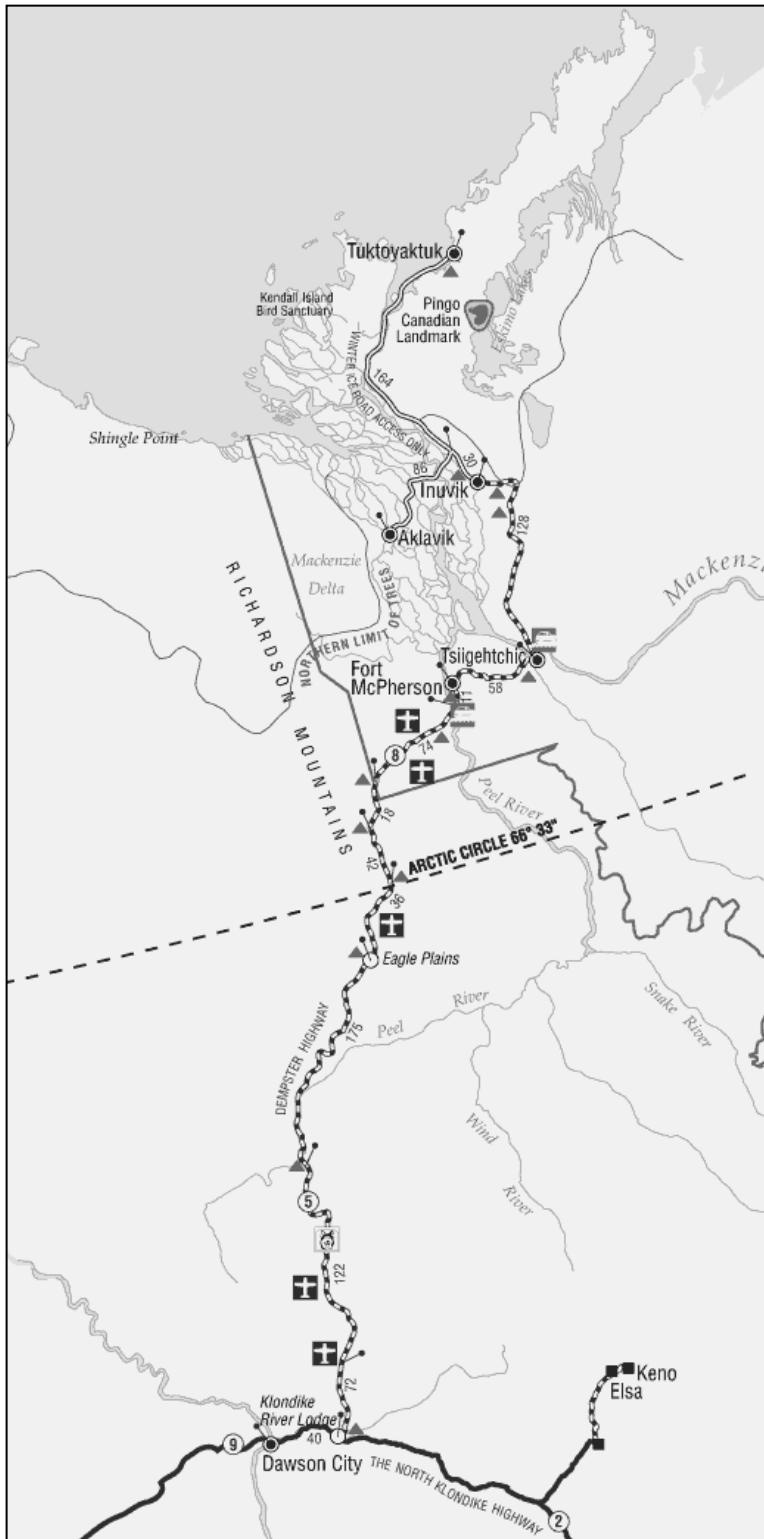 Tuktoyaktuk
Kendall Island
Bird Sanctuary
Pingo
Canadian
Landmark
Eskimo Lakes
WINTER ICE ROAD ACCESS ONLY
164
Shingle Point
30
86
Inuvik
128
Aklavik
Mackenzie
Delta
Mackenzi
NORTHERN LIMIT OF TREES
RICHARDSON MOUNTAINS
Tsiigehtchic
Fort
McPherson
58
11
8
74
Peel River
18
ARCTIC CIRCLE 66° 33"
42
36
Eagle Plains
DEMPSTER HIGHWAY
175
Peel River
Snake River
Wind River
5
122
72
Keno
Elsa
Klondike
River Lodge
9
40
Dawson City
THE NORTH KLONDIKE HIGHWAY
2